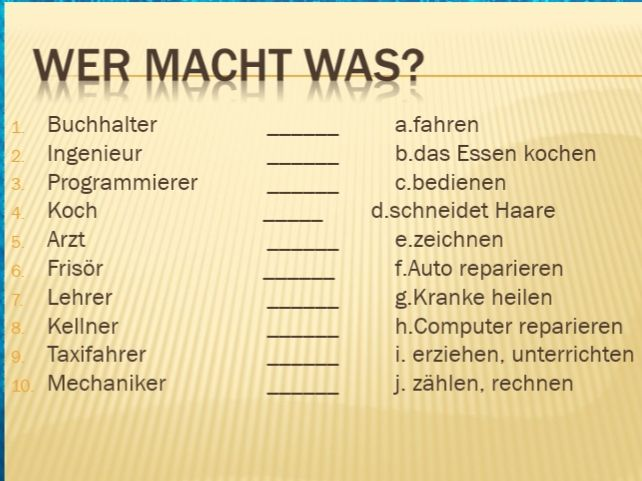 WER MACHT WAS?
1. Buchhalter ______ a.fahren
2. Ingenieur ______ b.das Essen kochen
3. Programmierer ______ c.bedienen
4. Koch _____ d.schneidet Haare
5. Arzt ______ e.zeichnen
6. Frisör ______ f.Auto reparieren
7. Lehrer ______ g.Kranke heilen
8. Kellner ______ h.Computer reparieren
9. Taxifahrer ______ i. erziehen, unterrichten
10. Mechaniker ______ j. zählen, rechnen